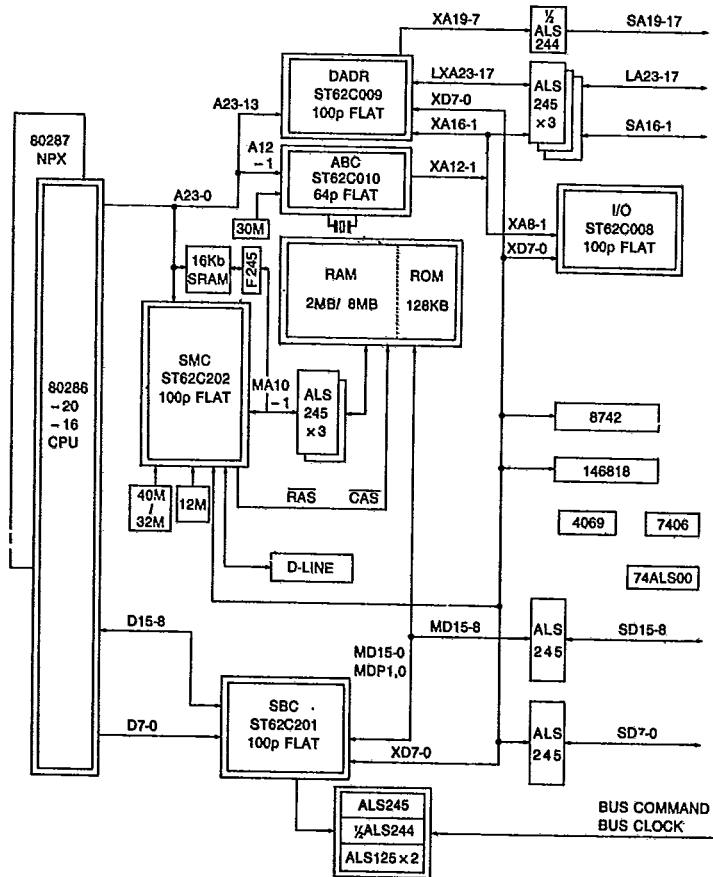 XA19-7
½
ALS
244
SA19-17
DADR
ST62C009
100p FLAT
LXA23-17
XD7-0
XA16-1
ALS
245
×3
LA23-17
SA16-1
A23-13
80287
NPX
A12
-1
ABC
ST62C010
64p FLAT
XA12-1
A23-0
30M
I/O
ST62C008
100p FLAT
XA8-1
XD7-0
16Kb
SRAM
F245
RAM
2MB/ 8MB
ROM
128KB
SMC
ST62C202
100p FLAT
MA10
-1
ALS
245
×3
80286
-20
-16
CPU
8742
146818
40M
/
32M
12M
RAS
CAS
4069
7406
D-LINE
74ALS00
D15-8
MD15-0
MDP1,0
MD15-8
ALS
245
SD15-8
SBC
ST62C201
100p FLAT
D7-0
XD7-0
ALS
245
SD7-0
ALS245
½ALS244
ALS125×2
BUS COMMAND
BUS CLOCK